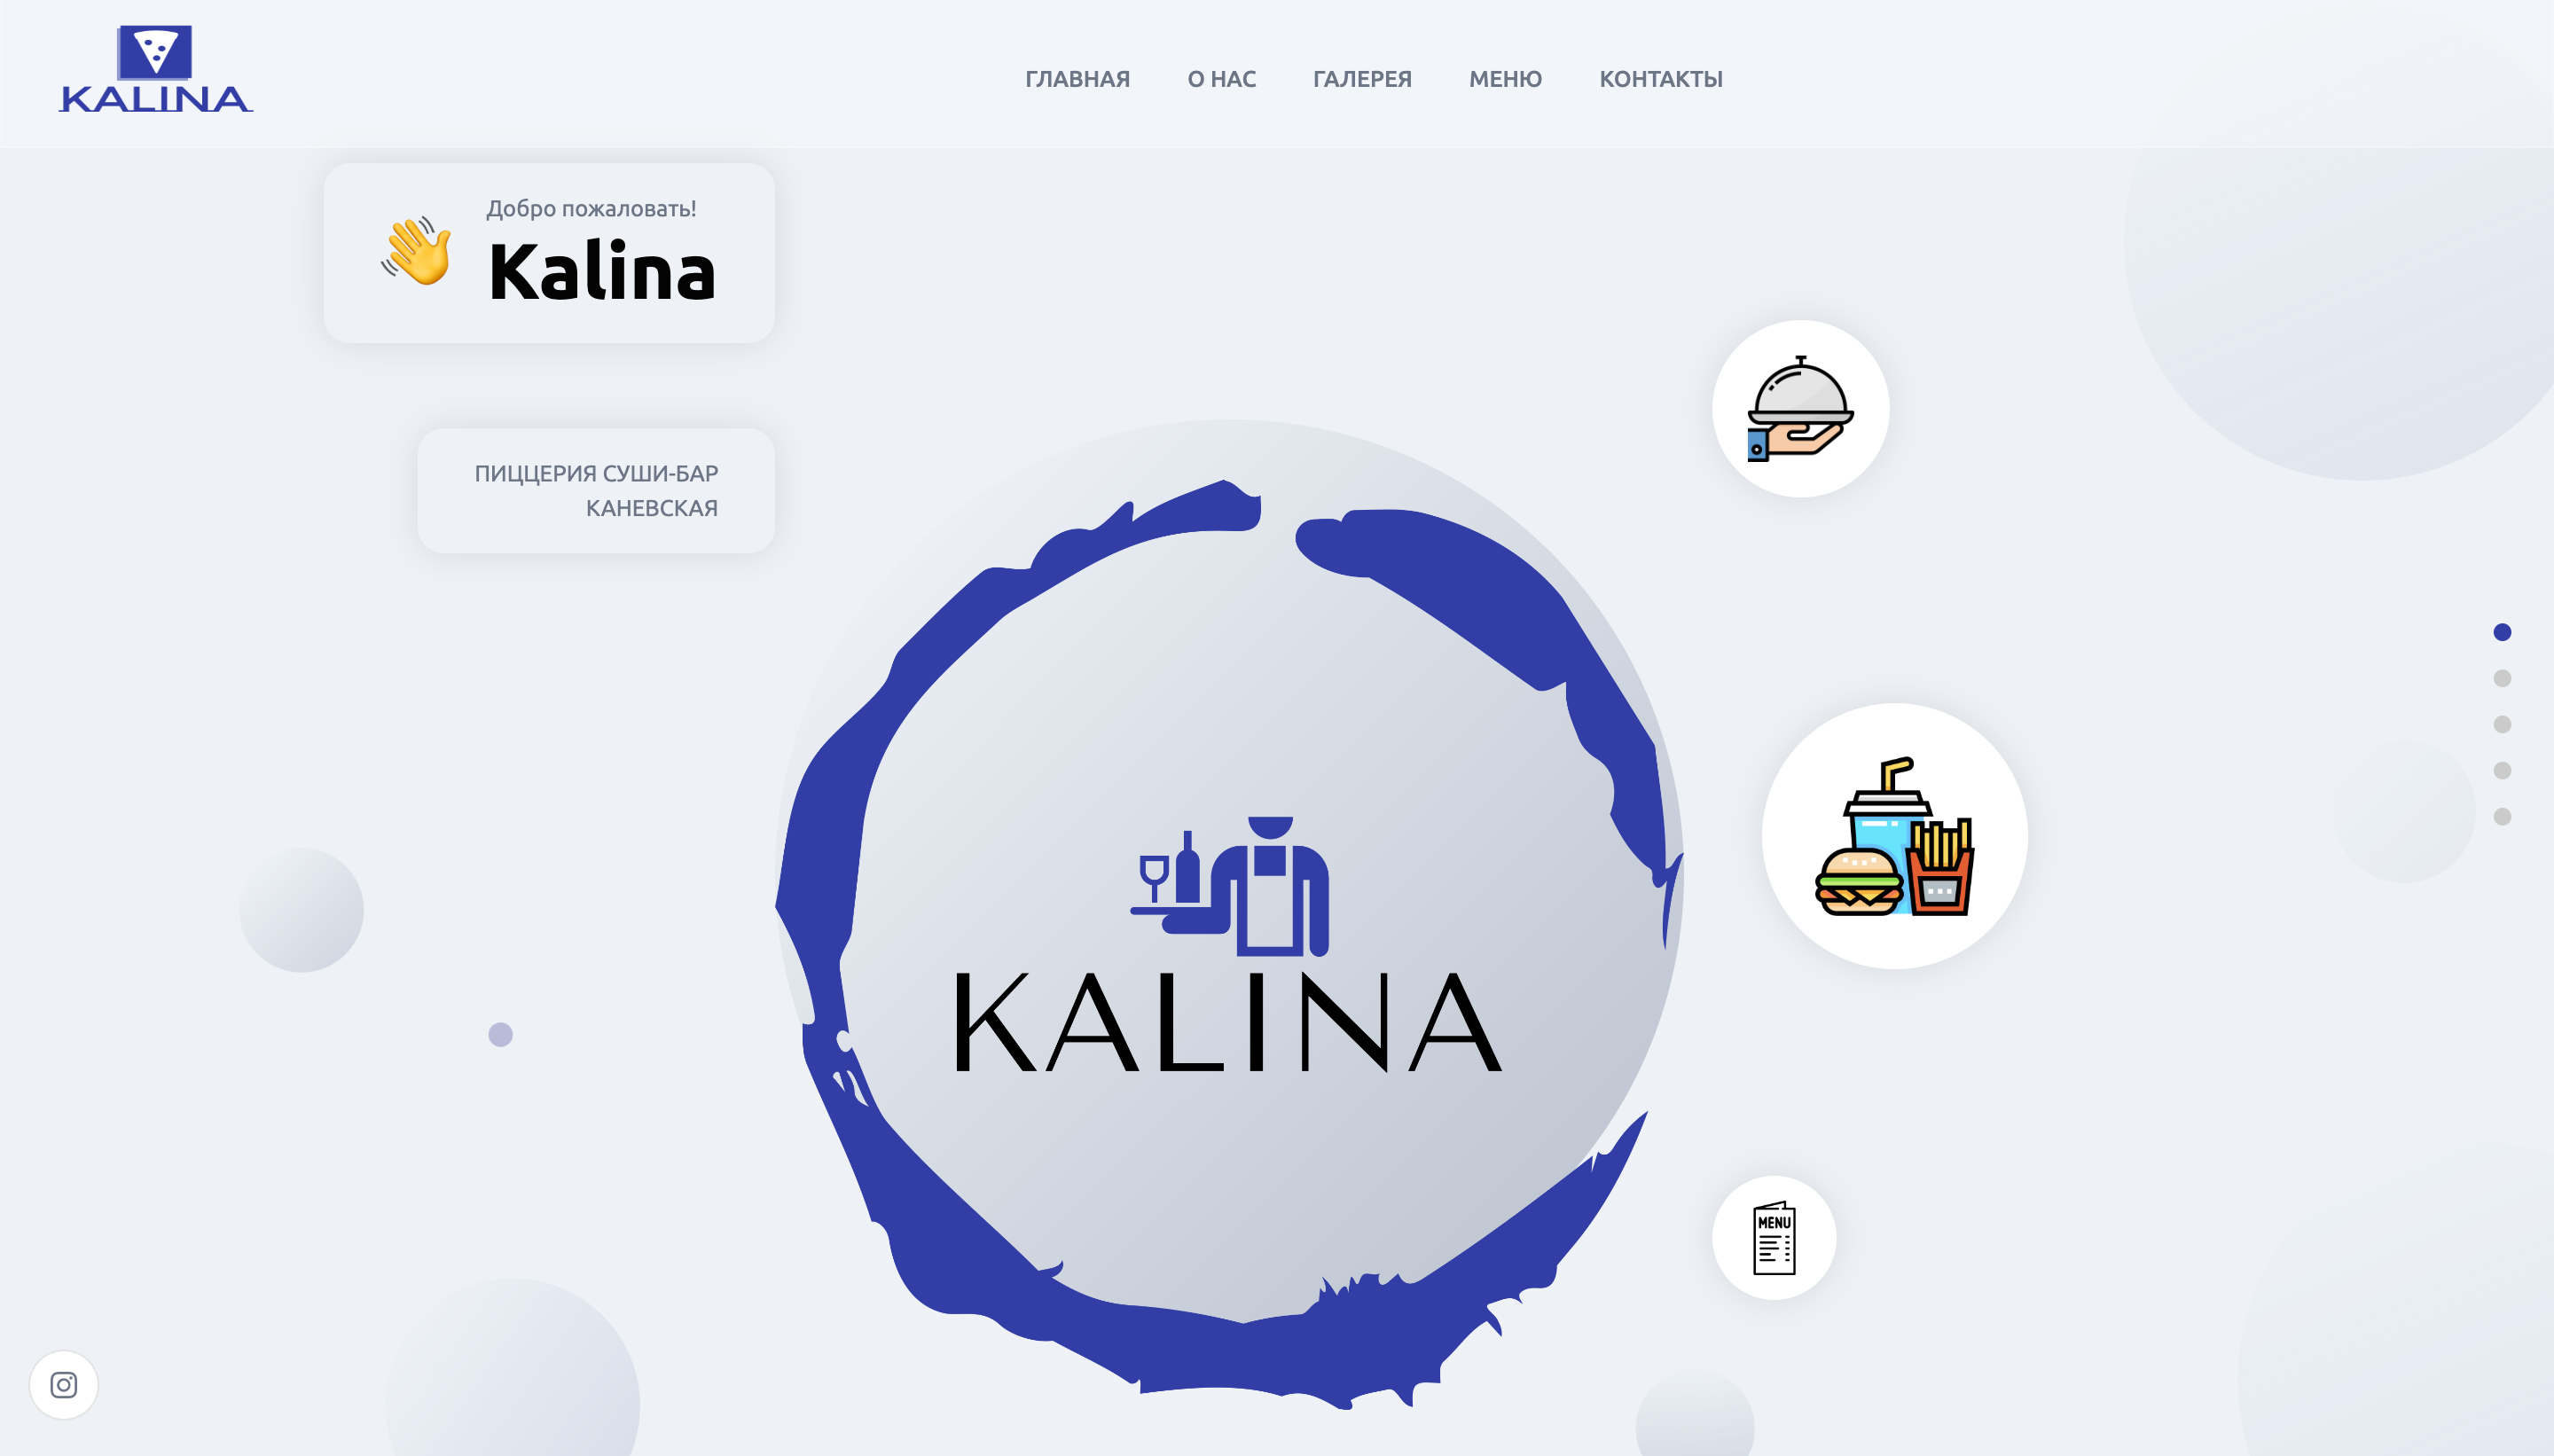 KALINA
ГЛАВНАЯ О НАС ГАЛЕРЕЯ МЕНЮ КОНТАКТЫ
Добро пожаловать!
Kalina
ПИЦЦЕРИЯ СУШИ-БАР
КАНЕВСКАЯ
KALINA
MENU